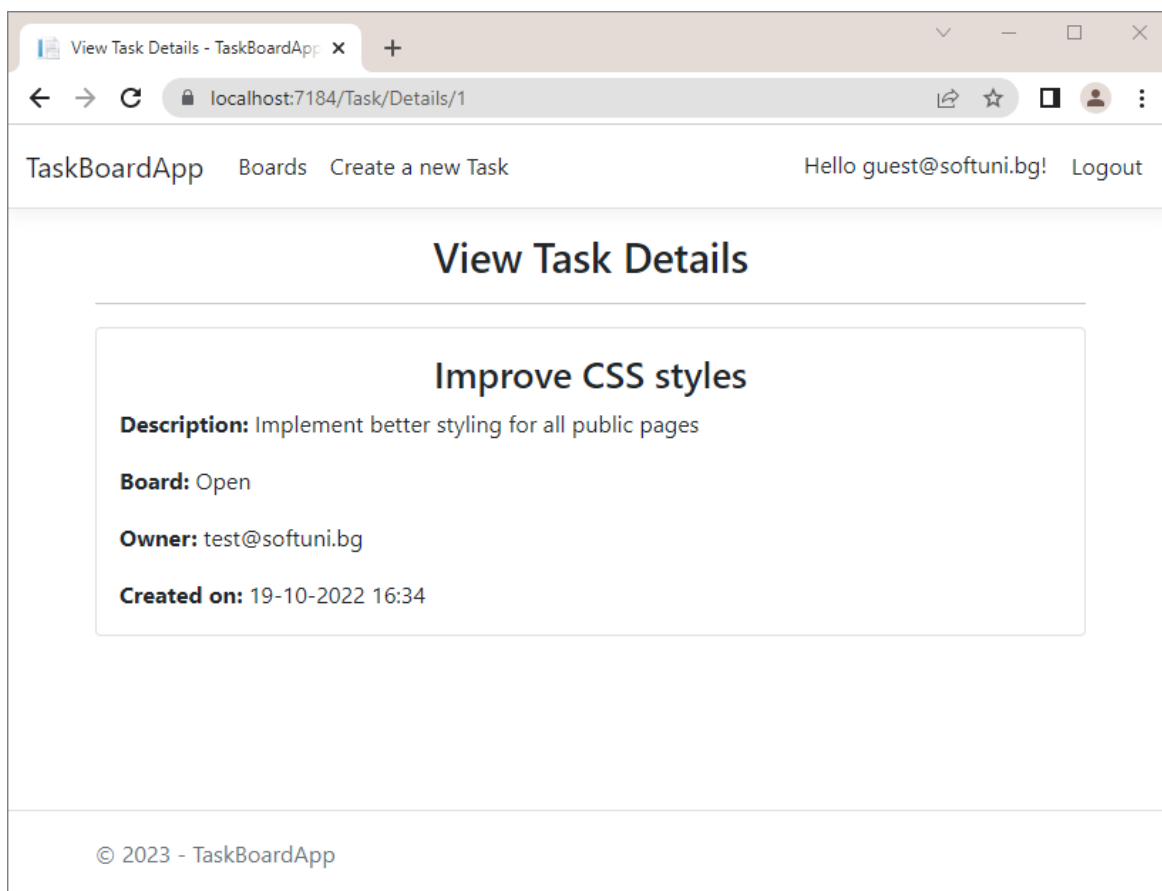 View Task Details - TaskBoardApp
localhost:7184/Task/Details/1
TaskBoardApp Boards Create a new Task Hello guest@softuni.bg! Logout
View Task Details
Improve CSS styles
Description: Implement better styling for all public pages
Board: Open
Owner: test@softuni.bg
Created on: 19-10-2022 16:34
© 2023 - TaskBoardApp